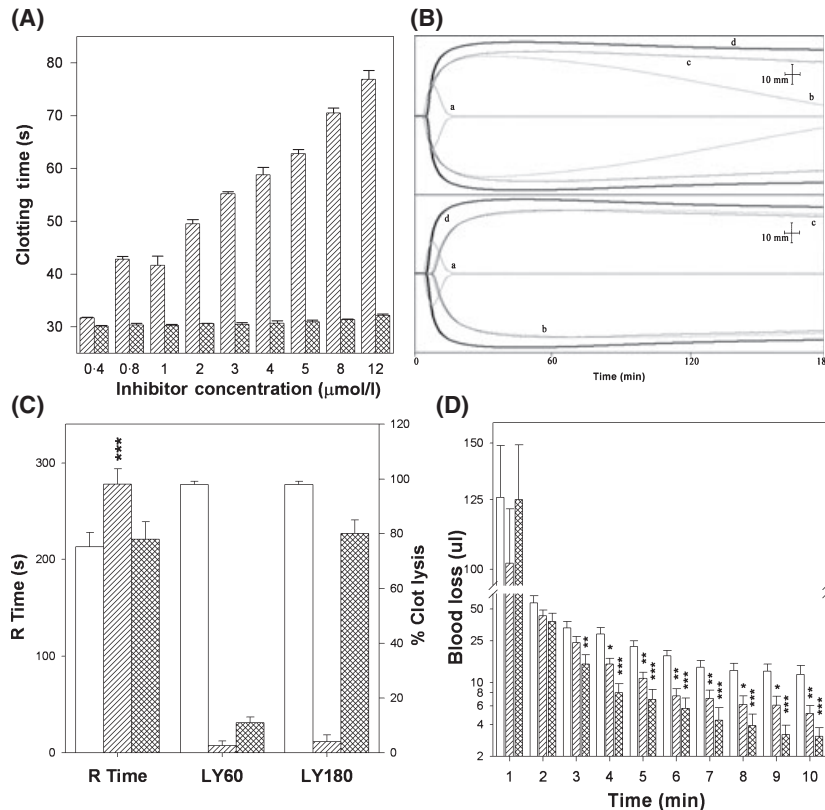 (A)
Clotting time (s)
80
70
60
50
40
30
0·4 0·8 1 2 3 4 5 8 12
Inhibitor concentration (μmol/l)
(B)
d
c
10 mm
b
a
d
10 mm
c
a
b
0 60 120 180
Time (min)
(C)
R Time (s)
300
200
100
0
***
120
100
80
60
40
20
0
% Clot lysis
R Time LY60 LY180
(D)
Blood loss (ul)
150
125
100
50
25
10
8
6
4
2
** * *** ** *** ** *** ** *** * *** * *** ** ***
1 2 3 4 5 6 7 8 9 10
Time (min)